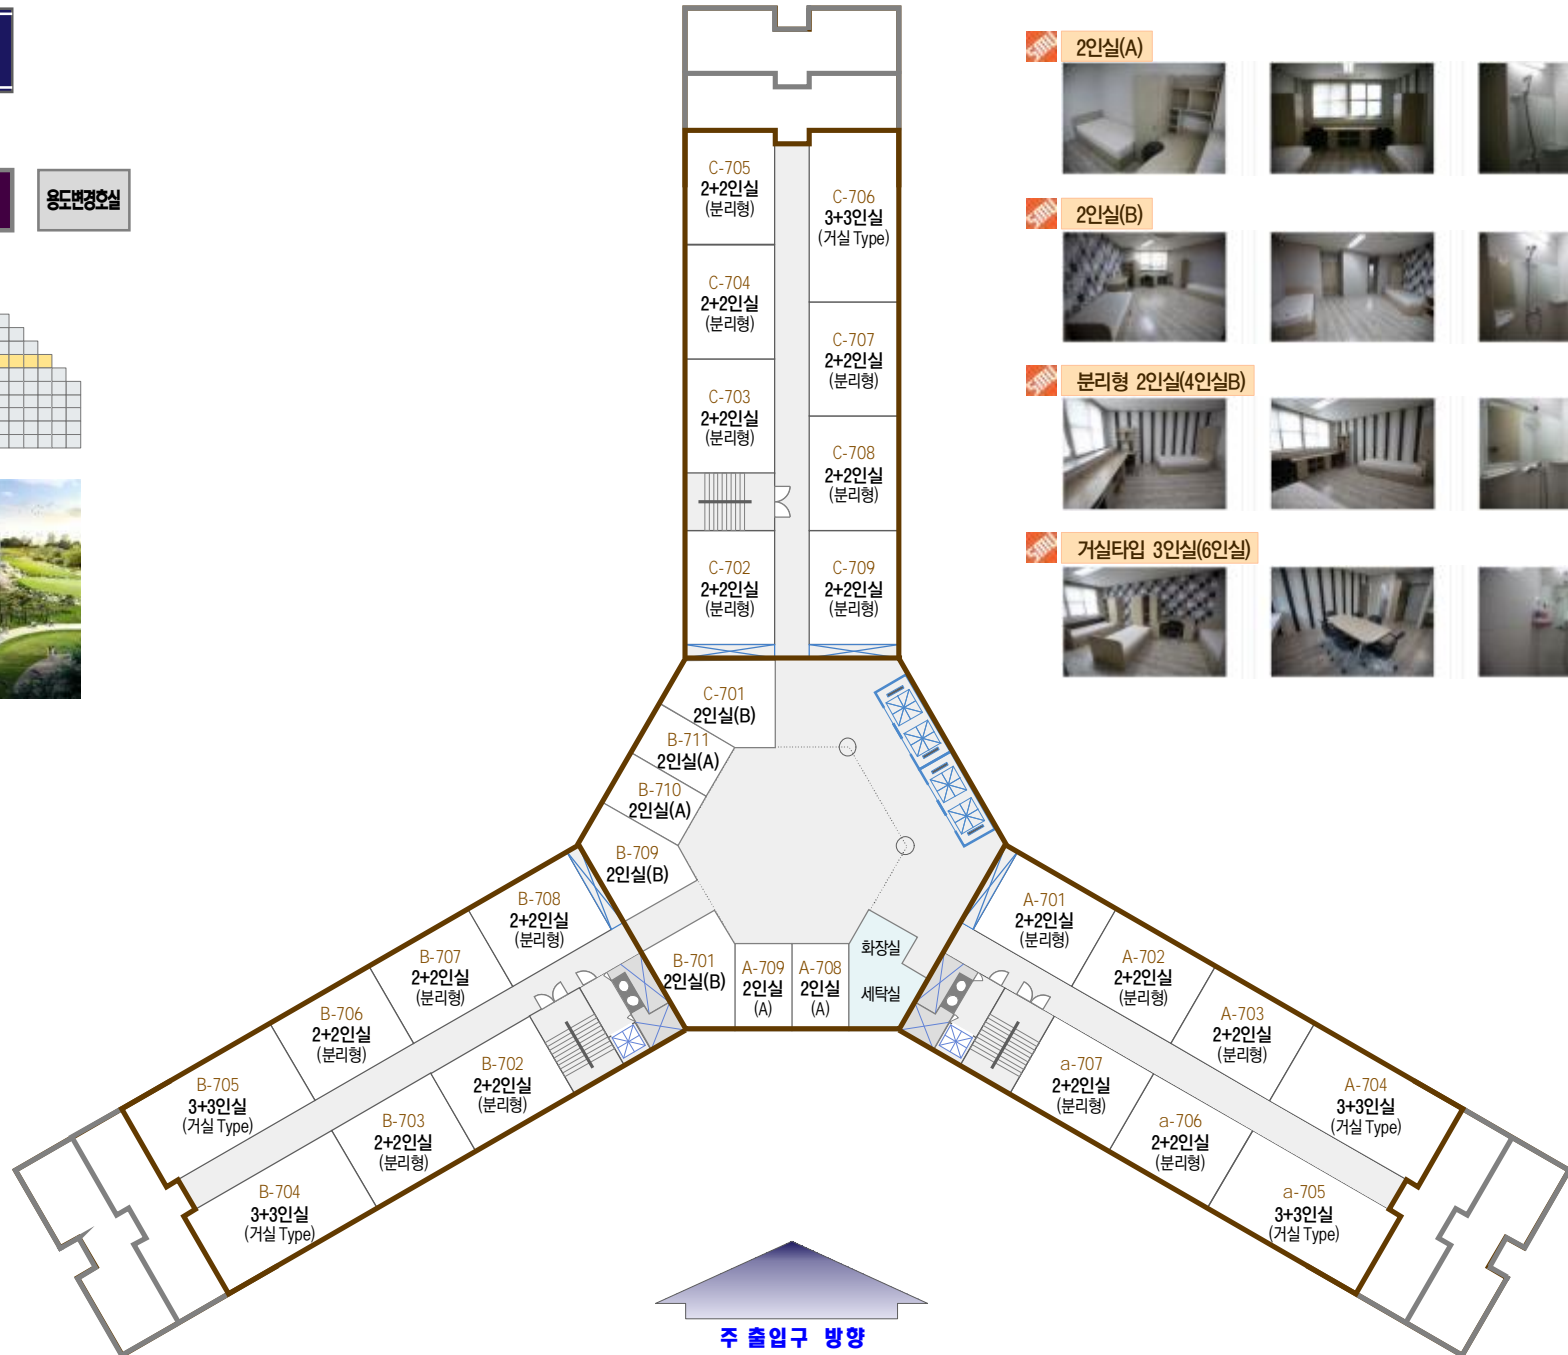 용도변경호실
2인실(A)
2인실(B)
분리형 2인실(4인실B)
거실타입 3인실(6인실)
C-705
2+2인실
(분리형)
C-706
3+3인실
(거실 Type)
C-704
2+2인실
(분리형)
C-707
2+2인실
(분리형)
C-703
2+2인실
(분리형)
C-708
2+2인실
(분리형)
C-702
2+2인실
(분리형)
C-709
2+2인실
(분리형)
C-701
2인실(B)
B-711
2인실(A)
B-710
2인실(A)
B-709
2인실(B)
B-708
2+2인실
(분리형)
B-707
2+2인실
(분리형)
B-706
2+2인실
(분리형)
B-705
3+3인실
(거실 Type)
B-704
3+3인실
(거실 Type)
B-703
2+2인실
(분리형)
B-702
2+2인실
(분리형)
B-701
2인실(B)
A-709
2인실
(A)
A-708
2인실
(A)
화장실
세탁실
A-701
2+2인실
(분리형)
A-702
2+2인실
(분리형)
A-703
2+2인실
(분리형)
A-704
3+3인실
(거실 Type)
a-707
2+2인실
(분리형)
a-706
2+2인실
(분리형)
a-705
3+3인실
(거실 Type)
주 출입구 방향